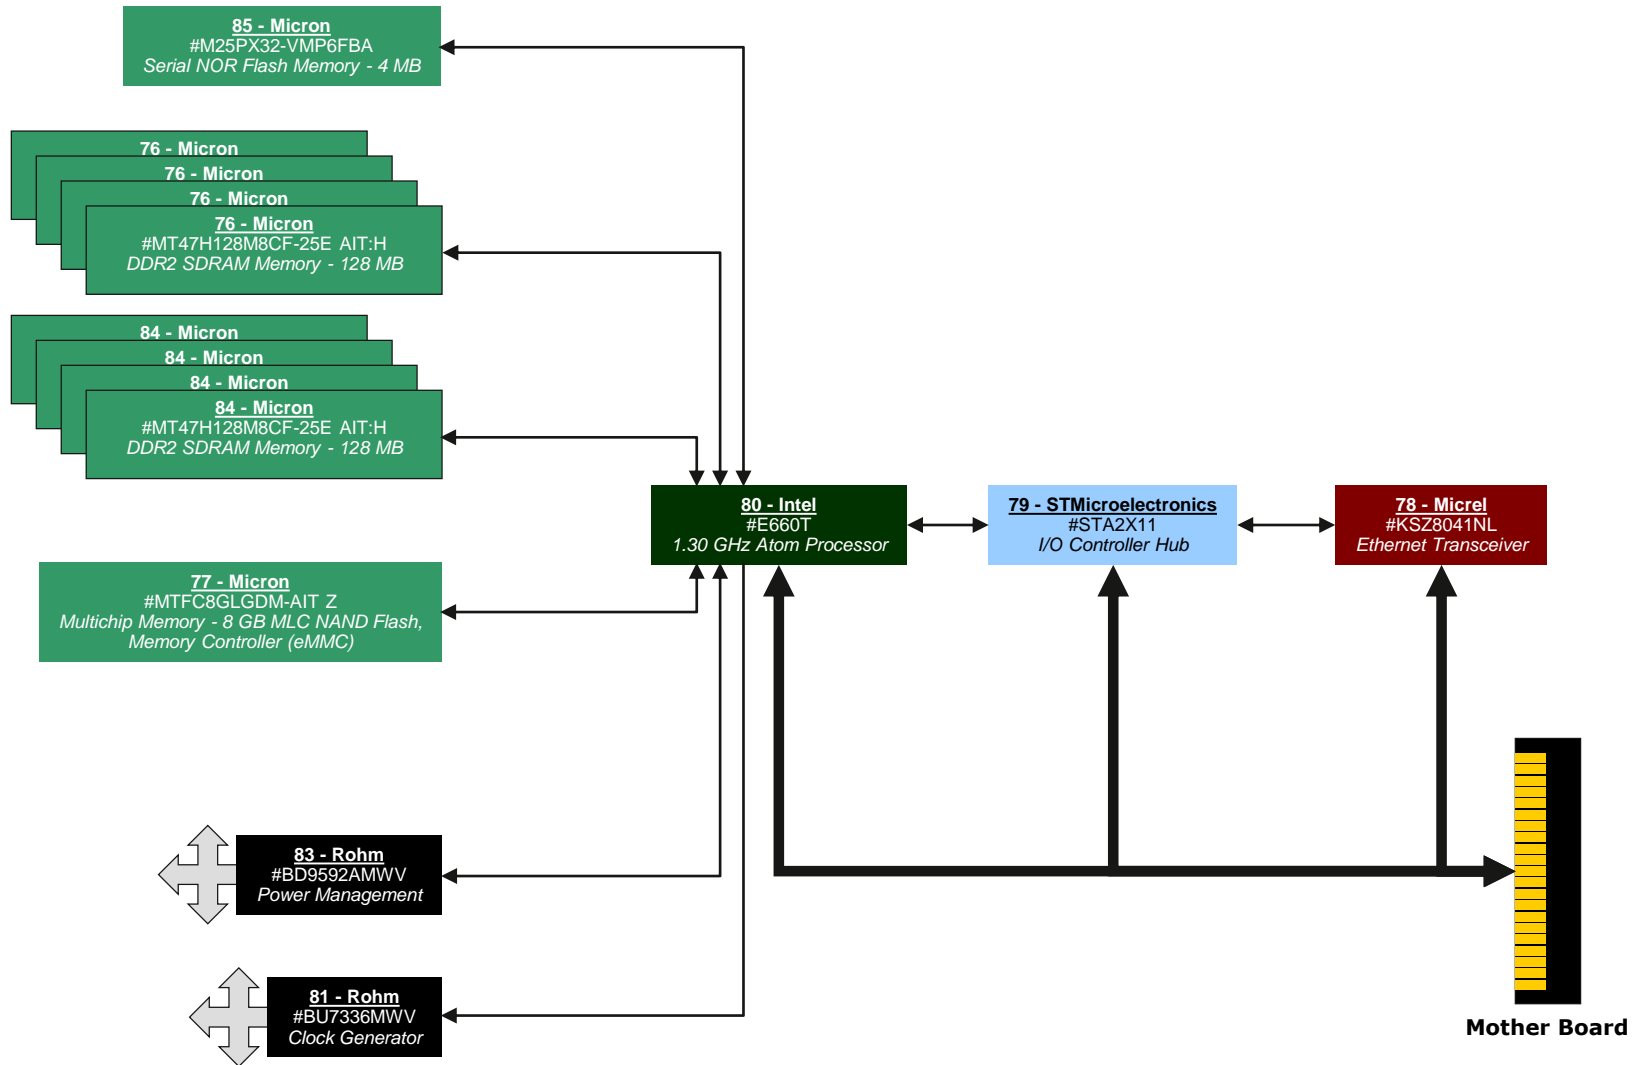 85 - Micron
#M25PX32-VMP6FBA
Serial NOR Flash Memory - 4 MB
76 - Micron
76 - Micron
76 - Micron
76 - Micron
#MT47H128M8CF-25E AIT:H
DDR2 SDRAM Memory - 128 MB
84 - Micron
84 - Micron
84 - Micron
84 - Micron
#MT47H128M8CF-25E AIT:H
DDR2 SDRAM Memory - 128 MB
80 - Intel
#E660T
1.30 GHz Atom Processor
79 - STMicroelectronics
#STA2X11
I/O Controller Hub
78 - Micrel
#KSZ8041NL
Ethernet Transceiver
77 - Micron
#MTFC8GLGDM-AIT Z
Multichip Memory - 8 GB MLC NAND Flash,
Memory Controller (eMMC)
83 - Rohm
#BD9592AMWV
Power Management
81 - Rohm
#BU7336MWV
Clock Generator
Mother Board